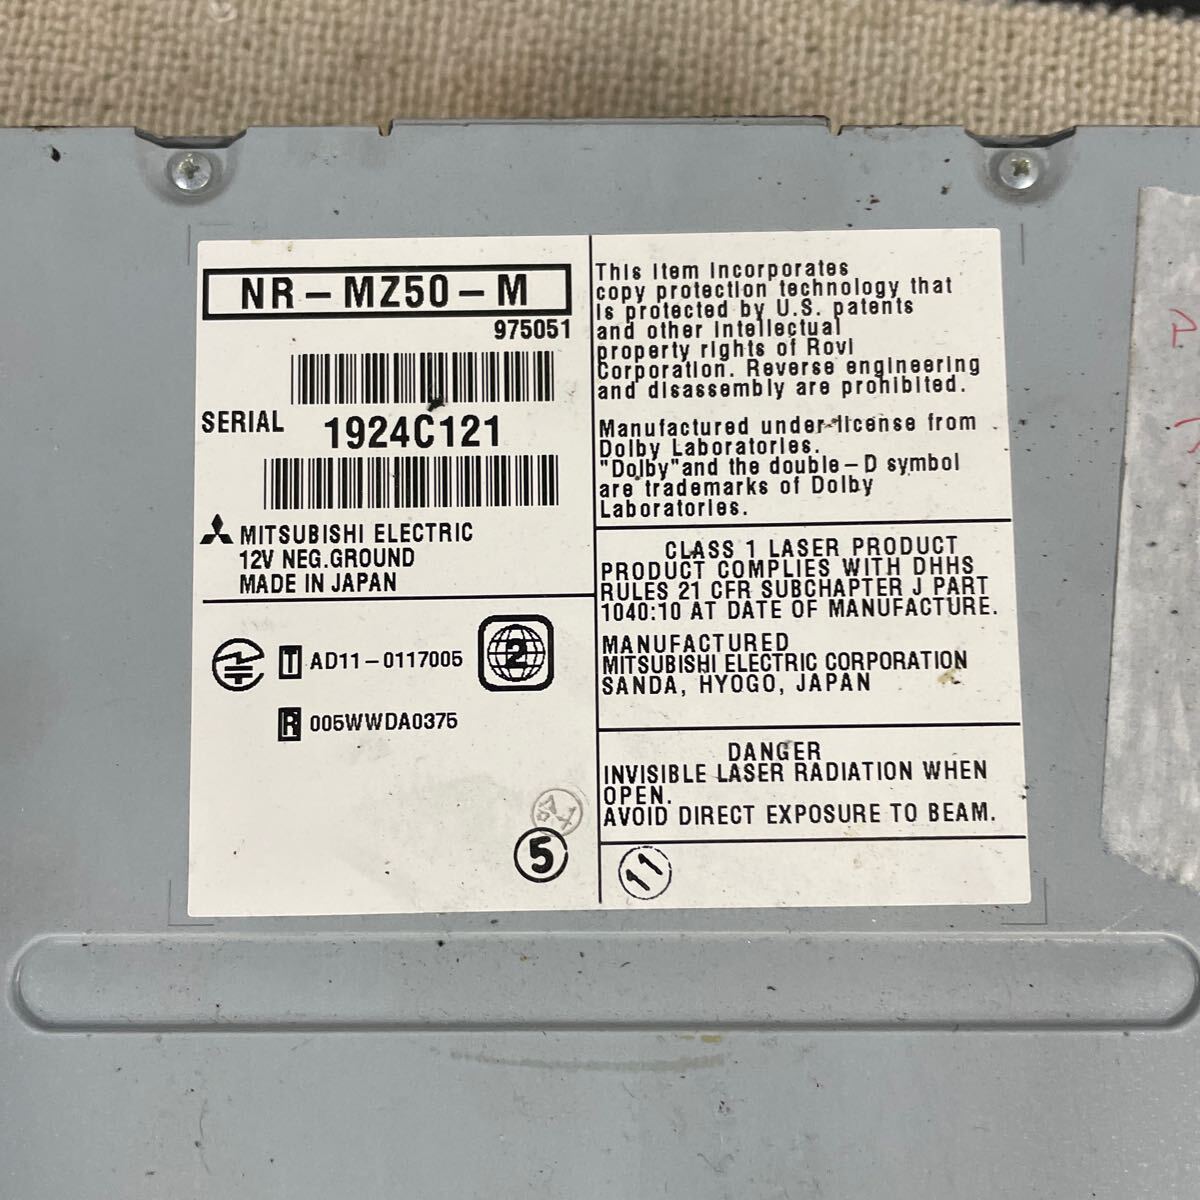 NR-MZ50-M
975051
SERIAL 1924C121
MITSUBISHI ELECTRIC
12V NEG.GROUND
MADE IN JAPAN
T AD11-0117005
2
R 005WWDA0375
5
This item incorporates
copy protection technology that
is protected by U.S. patents
and other intellectual
property rights of Rovi
Corporation. Reverse engineering
and disassembly are prohibited.
Manufactured under license from
Dolby Laboratories.
"Dolby" and the double-D symbol
are trademarks of Dolby
Laboratories.
CLASS 1 LASER PRODUCT
PRODUCT COMPLIES WITH DHHS
RULES 21 CFR SUBCHAPTER J PART
1040:10 AT DATE OF MANUFACTURE.
MANUFACTURED
MITSUBISHI ELECTRIC CORPORATION
SANDA, HYOGO, JAPAN
DANGER
INVISIBLE LASER RADIATION WHEN
OPEN.
AVOID DIRECT EXPOSURE TO BEAM.
11